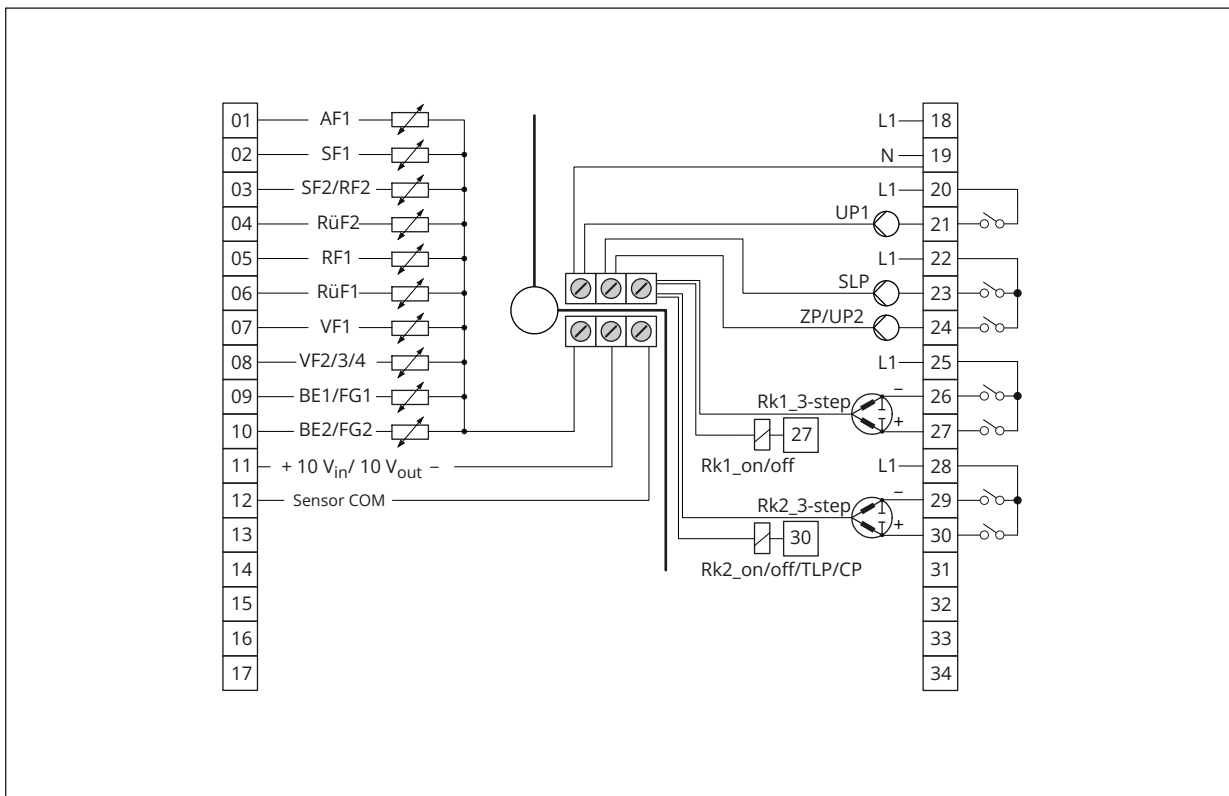 01 AF1
02 SF1
03 SF2/RF2
04 RüF2
05 RF1
06 RüF1
07 VF1
08 VF2/3/4
09 BE1/FG1
10 BE2/FG2
11 + 10 Vin/ 10 Vout −
12 Sensor COM
13
14
15
16
17
L1 18
N 19
L1 20
UP1 21
L1 22
SLP 23
ZP/UP2 24
L1 25
− 26
Rk1_3-step
+ 27
27
Rk1_on/off
L1 28
− 29
Rk2_3-step
+ 30
30
Rk2_on/off/TLP/CP
31
32
33
34